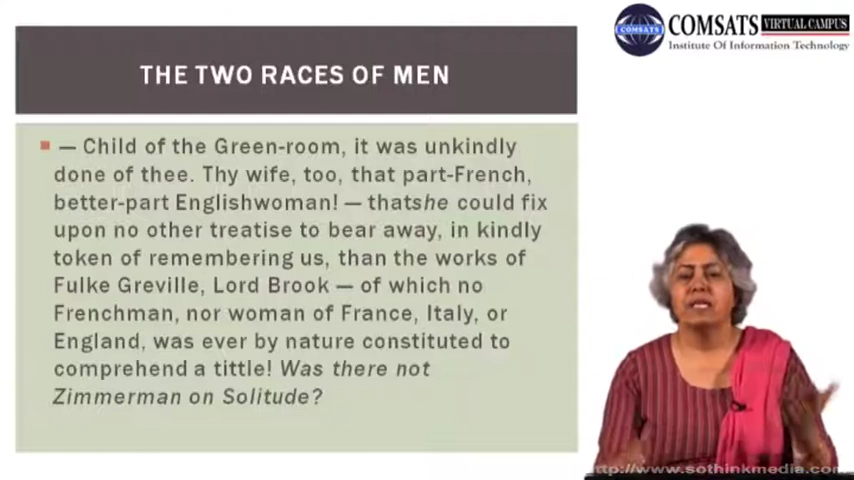 COMSATS VIRTUAL CAMPUS
Institute Of Information Technology
COMSATS
THE TWO RACES OF MEN
— Child of the Green-room, it was unkindly
done of thee. Thy wife, too, that part-French,
better-part Englishwoman! — thatshe could fix
upon no other treatise to bear away, in kindly
token of remembering us, than the works of
Fulke Greville, Lord Brook — of which no
Frenchman, nor woman of France, Italy, or
England, was ever by nature constituted to
comprehend a tittle! Was there not
Zimmerman on Solitude?
http://www.sothinkmedia.com